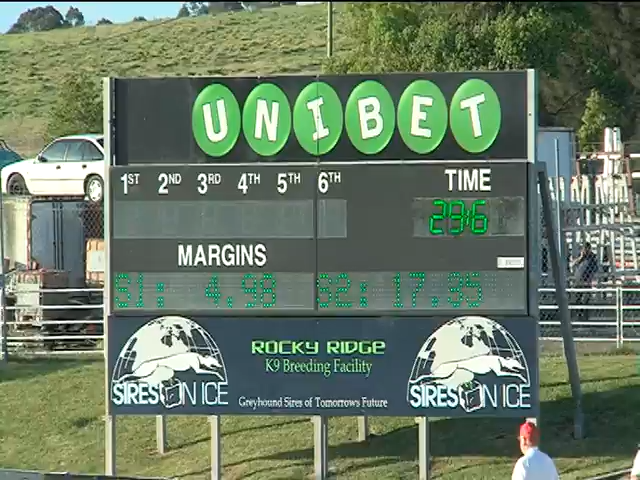 UNIBET
1ST 2ND 3RD 4TH 5TH 6TH TIME
29.6
MARGINS
S1: 4.98 S2: 17.35
ROCKY RIDGE
K9 Breeding Facility
SIRES ON ICE SIRES ON ICE
Greyhound Sires of Tomorrows Future